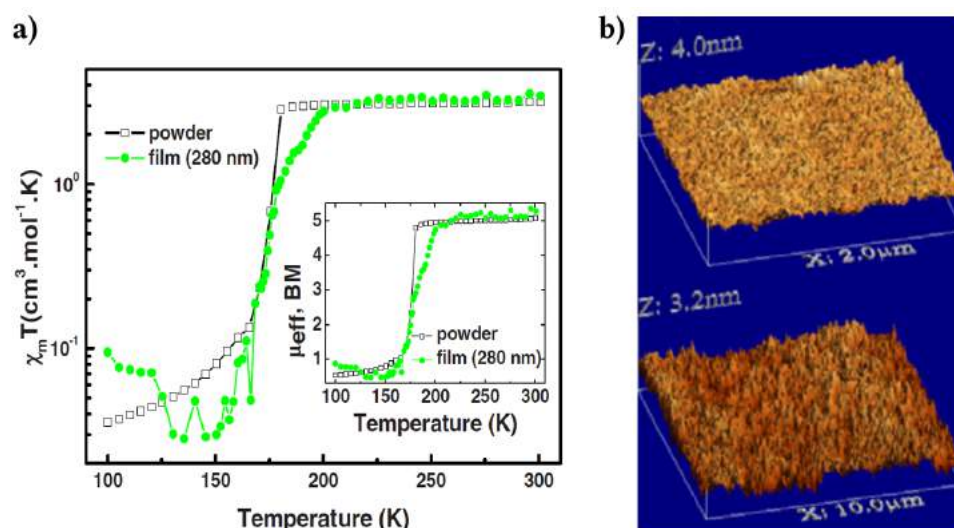 a)
powder
film (280 nm)
χₘT(cm³.mol⁻¹.K)
10⁰
10⁻¹
100 150 200 250 300
Temperature (K)
μeff, BM
5
4
3
2
1
powder
film (280 nm)
100 150 200 250 300
Temperature (K)
b)
Z: 4.0nm
X: 2.0μm
Z: 3.2nm
X: 10.0μm